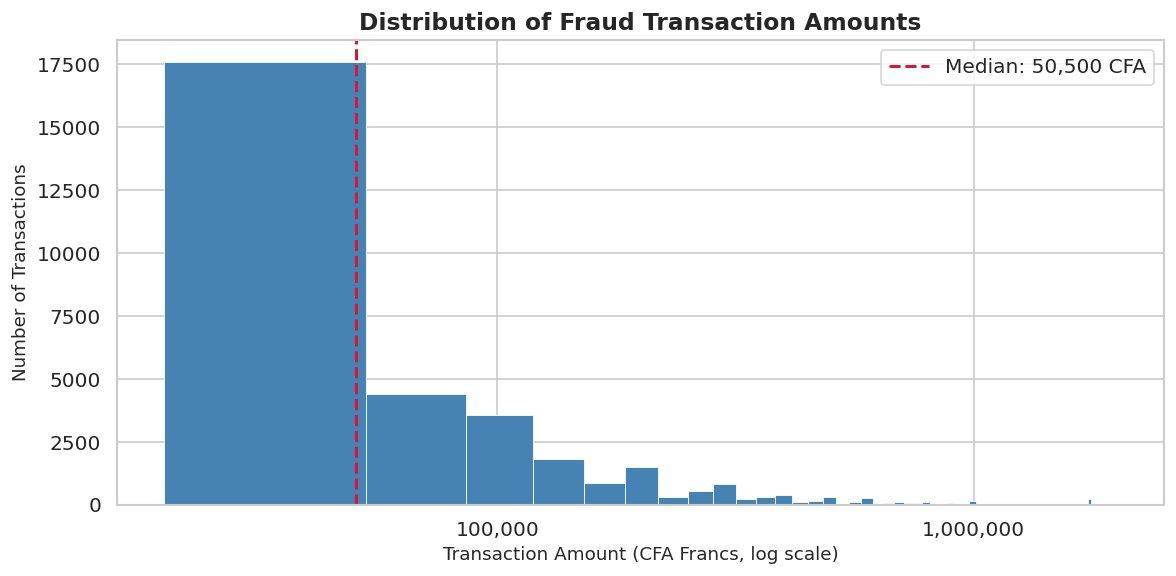 Distribution of Fraud Transaction Amounts
Median: 50,500 CFA
Number of Transactions
17500
15000
12500
10000
7500
5000
2500
0
100,000
1,000,000
Transaction Amount (CFA Francs, log scale)